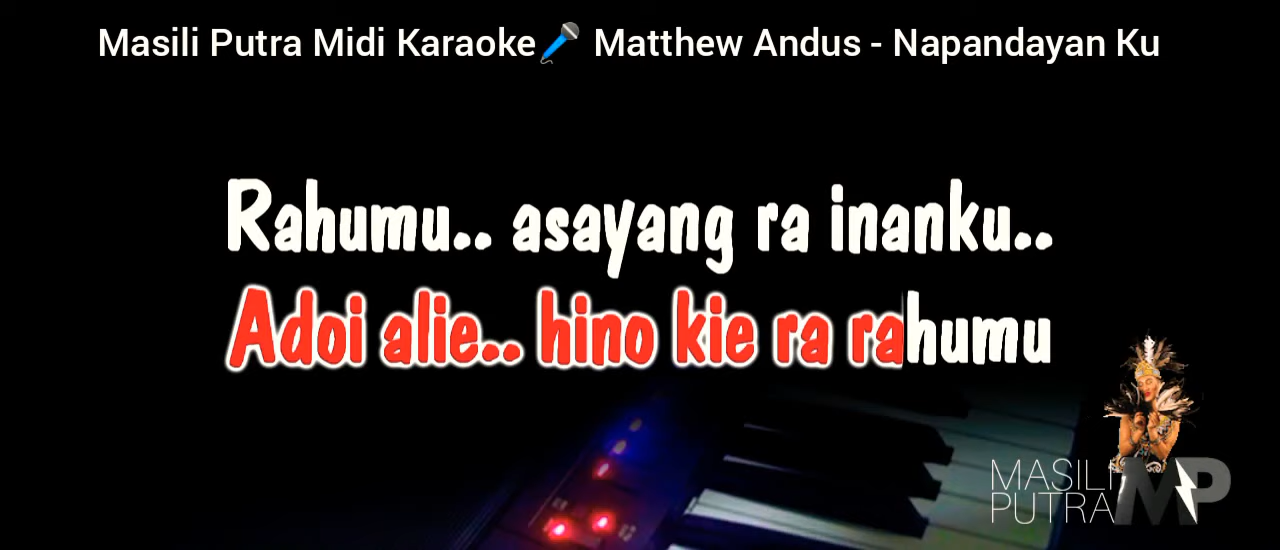 Masili Putra Midi Karaoke🎤 Matthew Andus - Napandayan Ku
Rahumu.. asayang ra inanku..
Adoi alie.. hino kie ra rahumu
MASILI
PUTRA
MP